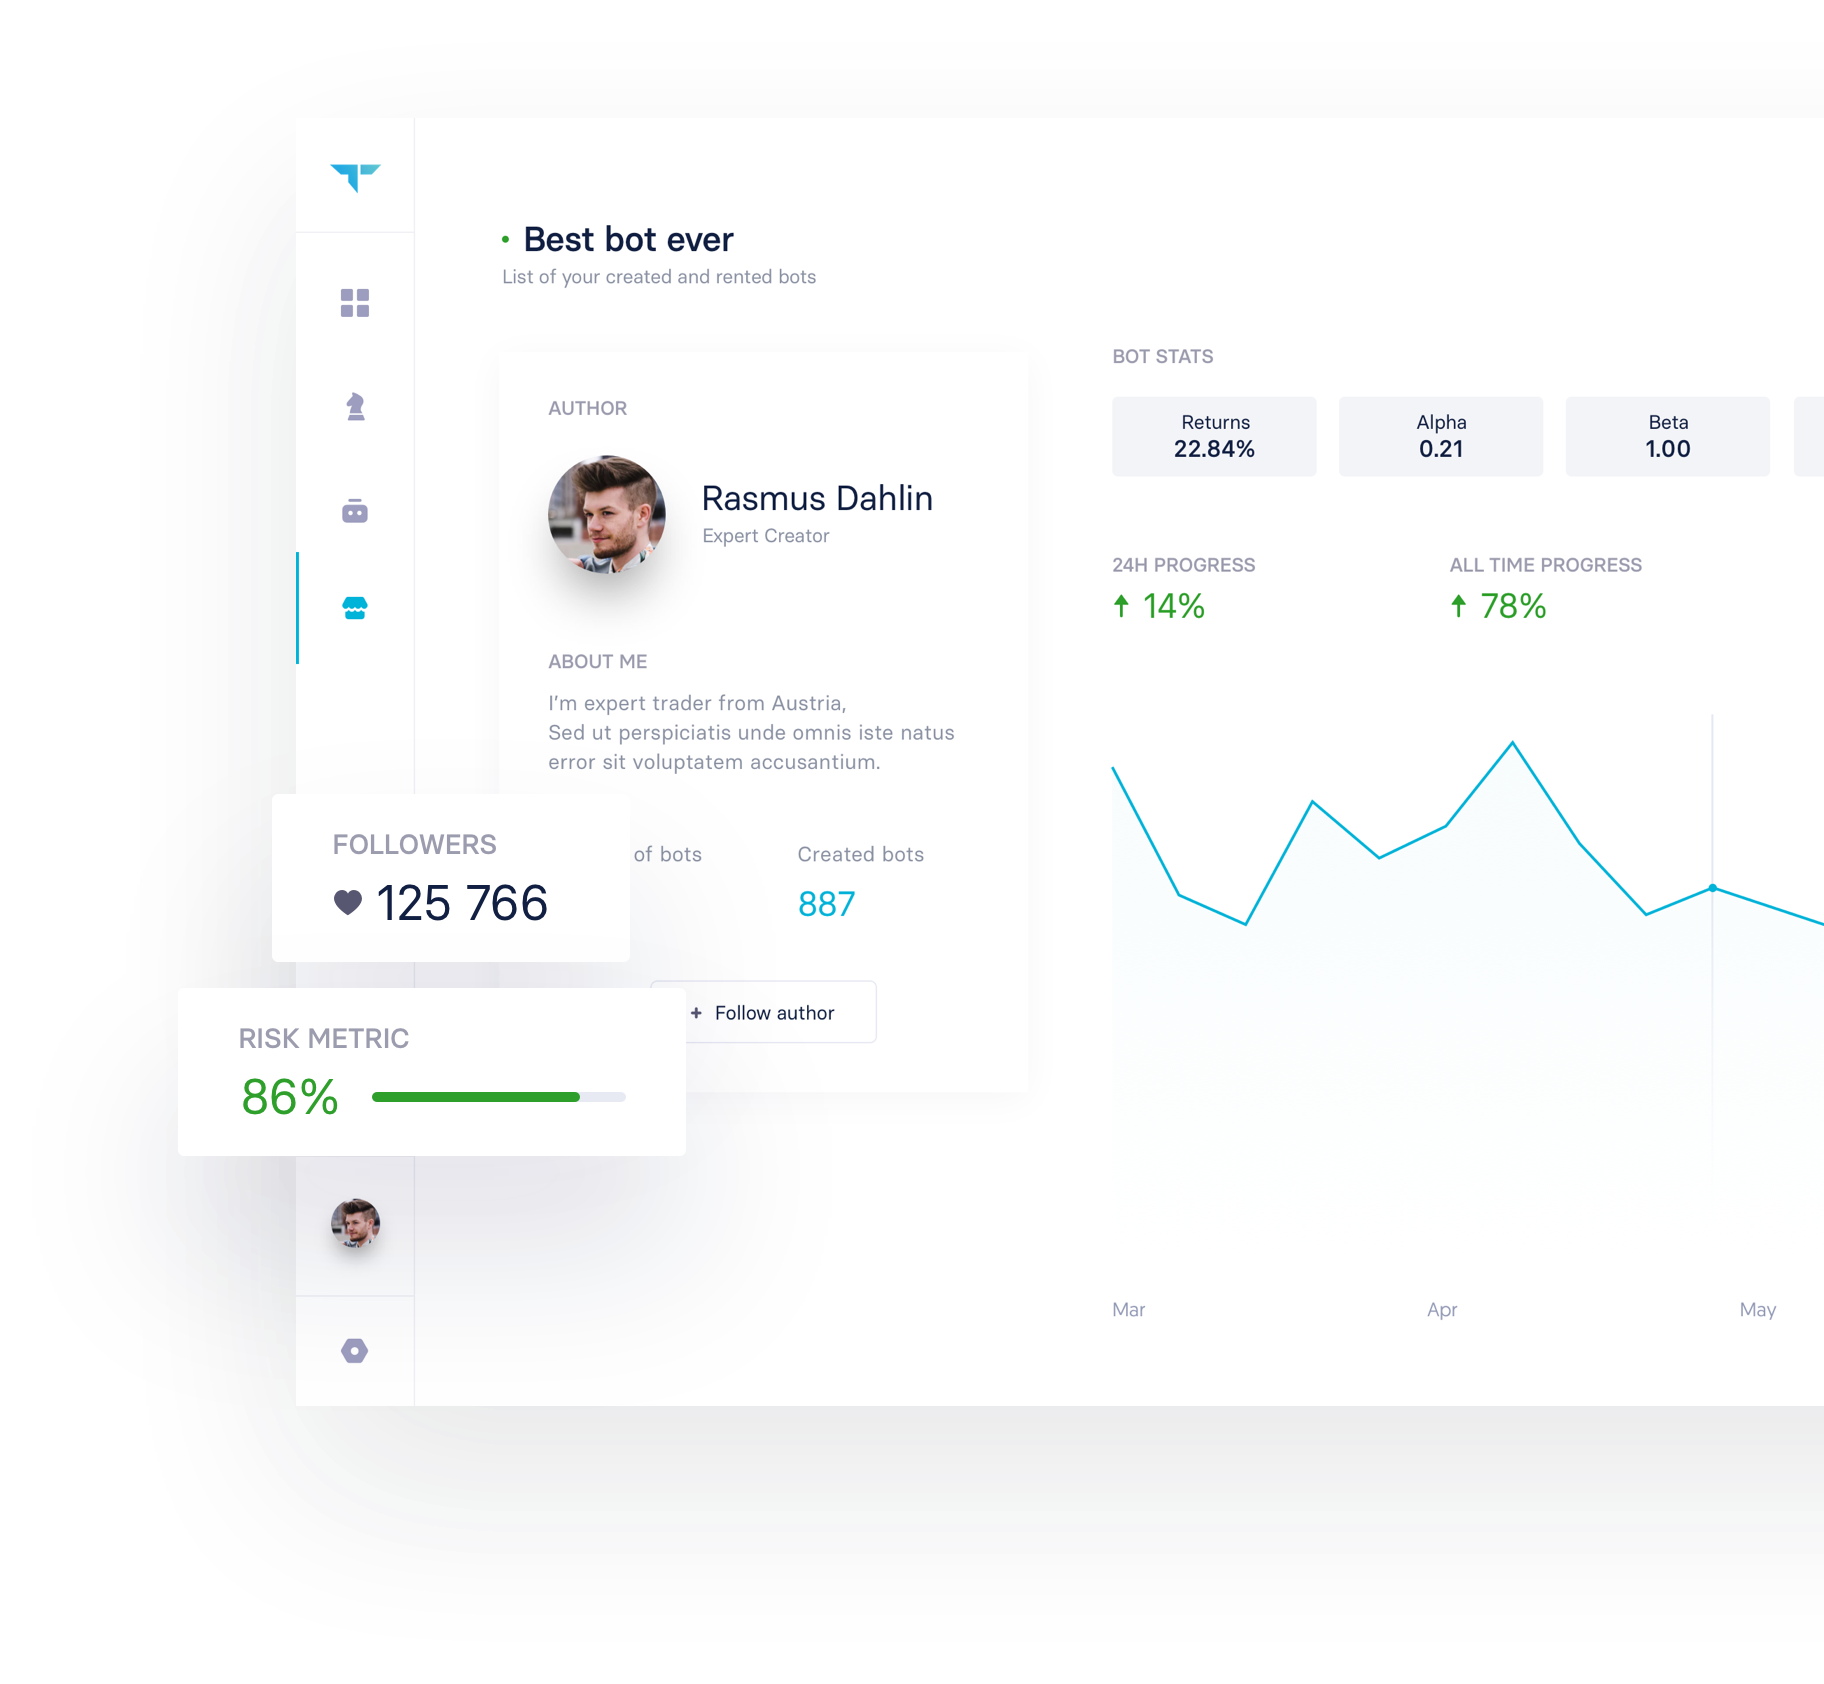 Best bot ever
List of your created and rented bots
AUTHOR
Rasmus Dahlin
Expert Creator
ABOUT ME
I’m expert trader from Austria,
Sed ut perspiciatis unde omnis iste natus
error sit voluptatem accusantium.
FOLLOWERS
125 766
of bots
Created bots
887
+ Follow author
RISK METRIC
86%
BOT STATS
Returns
22.84%
Alpha
0.21
Beta
1.00
24H PROGRESS
14%
ALL TIME PROGRESS
78%
Mar
Apr
May